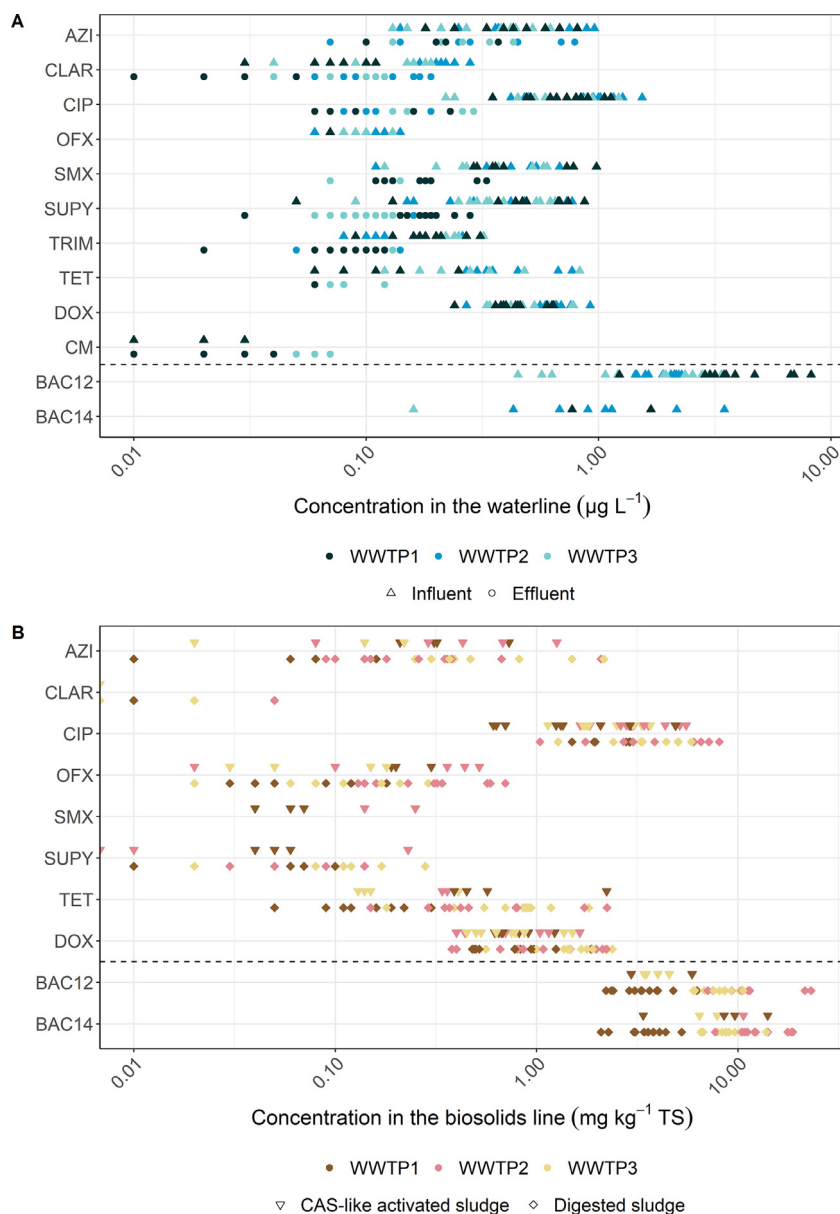 A
AZI
CLAR
CIP
OFX
SMX
SUPY
TRIM
TET
DOX
CM
BAC12
BAC14
0.01 0.10 1.00 10.00
Concentration in the waterline (µg L⁻¹)
WWTP1 WWTP2 WWTP3
Influent Effluent
B
AZI
CLAR
CIP
OFX
SMX
SUPY
TET
DOX
BAC12
BAC14
0.01 0.10 1.00 10.00
Concentration in the biosolids line (mg kg⁻¹ TS)
WWTP1 WWTP2 WWTP3
CAS-like activated sludge Digested sludge